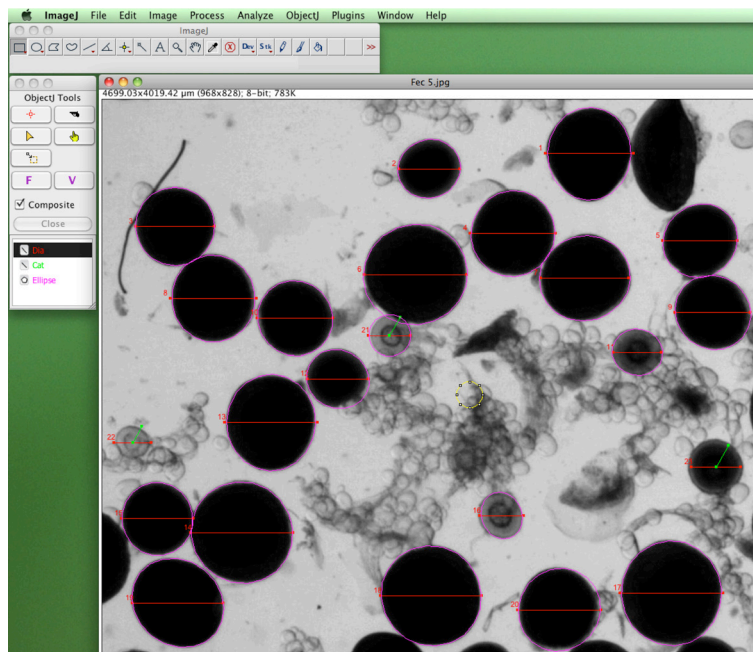 ImageJ File Edit Image Process Analyze ObjectJ Plugins Window Help
ImageJ
Dev Stk >>
ObjectJ Tools
F V
Composite
Close
Dia
Cat
Ellipse
Fec 5.jpg
4699.03x4019.42 µm (968x828); 8-bit; 783K
1
2
4
5
6
8
9
21
11
12
13
22
16
17
20